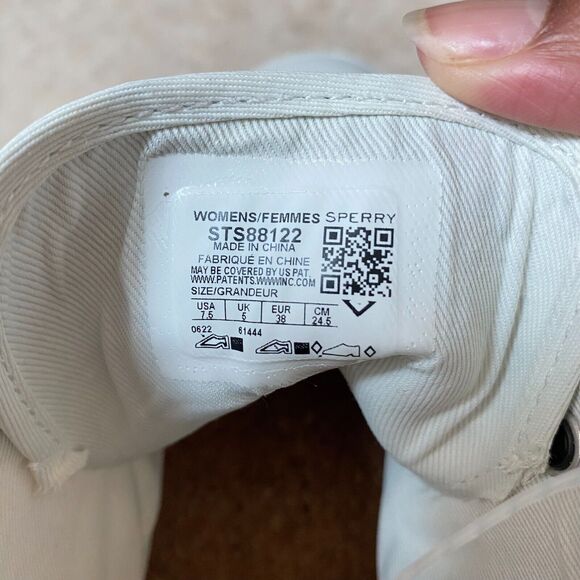 WOMENS/FEMMES SPERRY
STS88122
MADE IN CHINA
FABRIQUÉ EN CHINE
MAY BE COVERED BY US PAT.
WWW.PATENTS.WWWINC.COM
SIZE/GRANDEUR
USA UK EUR CM
7.5 5 38 24.5
0622 61444